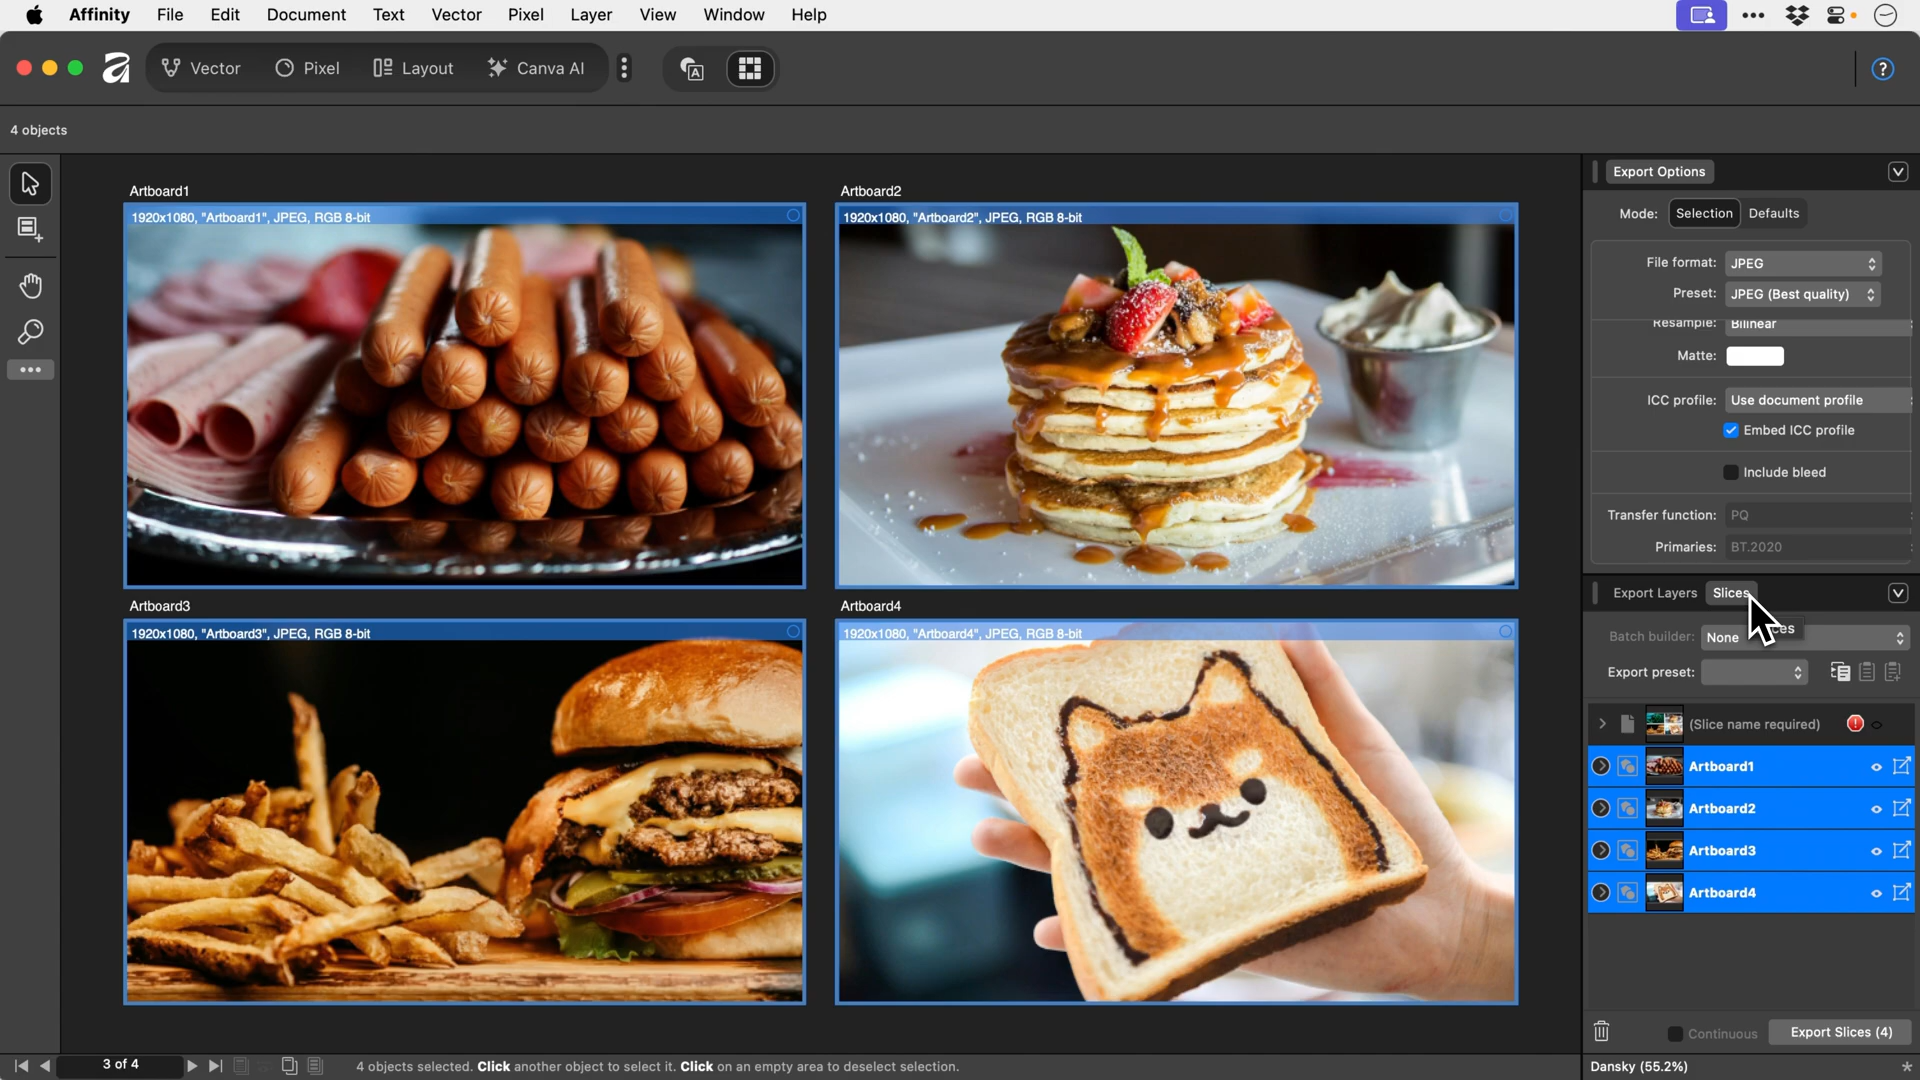 Affinity File Edit Document Text Vector Pixel Layer View Window Help
Vector Pixel Layout Canva AI
4 objects
Artboard1
1920x1080, "Artboard1", JPEG, RGB 8-bit
Artboard2
1920x1080, "Artboard2", JPEG, RGB 8-bit
Artboard3
1920x1080, "Artboard3", JPEG, RGB 8-bit
Artboard4
1920x1080, "Artboard4", JPEG, RGB 8-bit
Export Options
Mode: Selection Defaults
File format: JPEG
Preset: JPEG (Best quality)
Resample: Bilinear
Matte:
ICC profile: Use document profile
Embed ICC profile
Include bleed
Transfer function: PQ
Primaries: BT.2020
Export Layers Slices
Batch builder: None
Export preset:
(Slice name required)
Artboard1
Artboard2
Artboard3
Artboard4
Continuous Export Slices (4)
3 of 4
4 objects selected. Click another object to select it. Click on an empty area to deselect selection.
Dansky (55.2%)